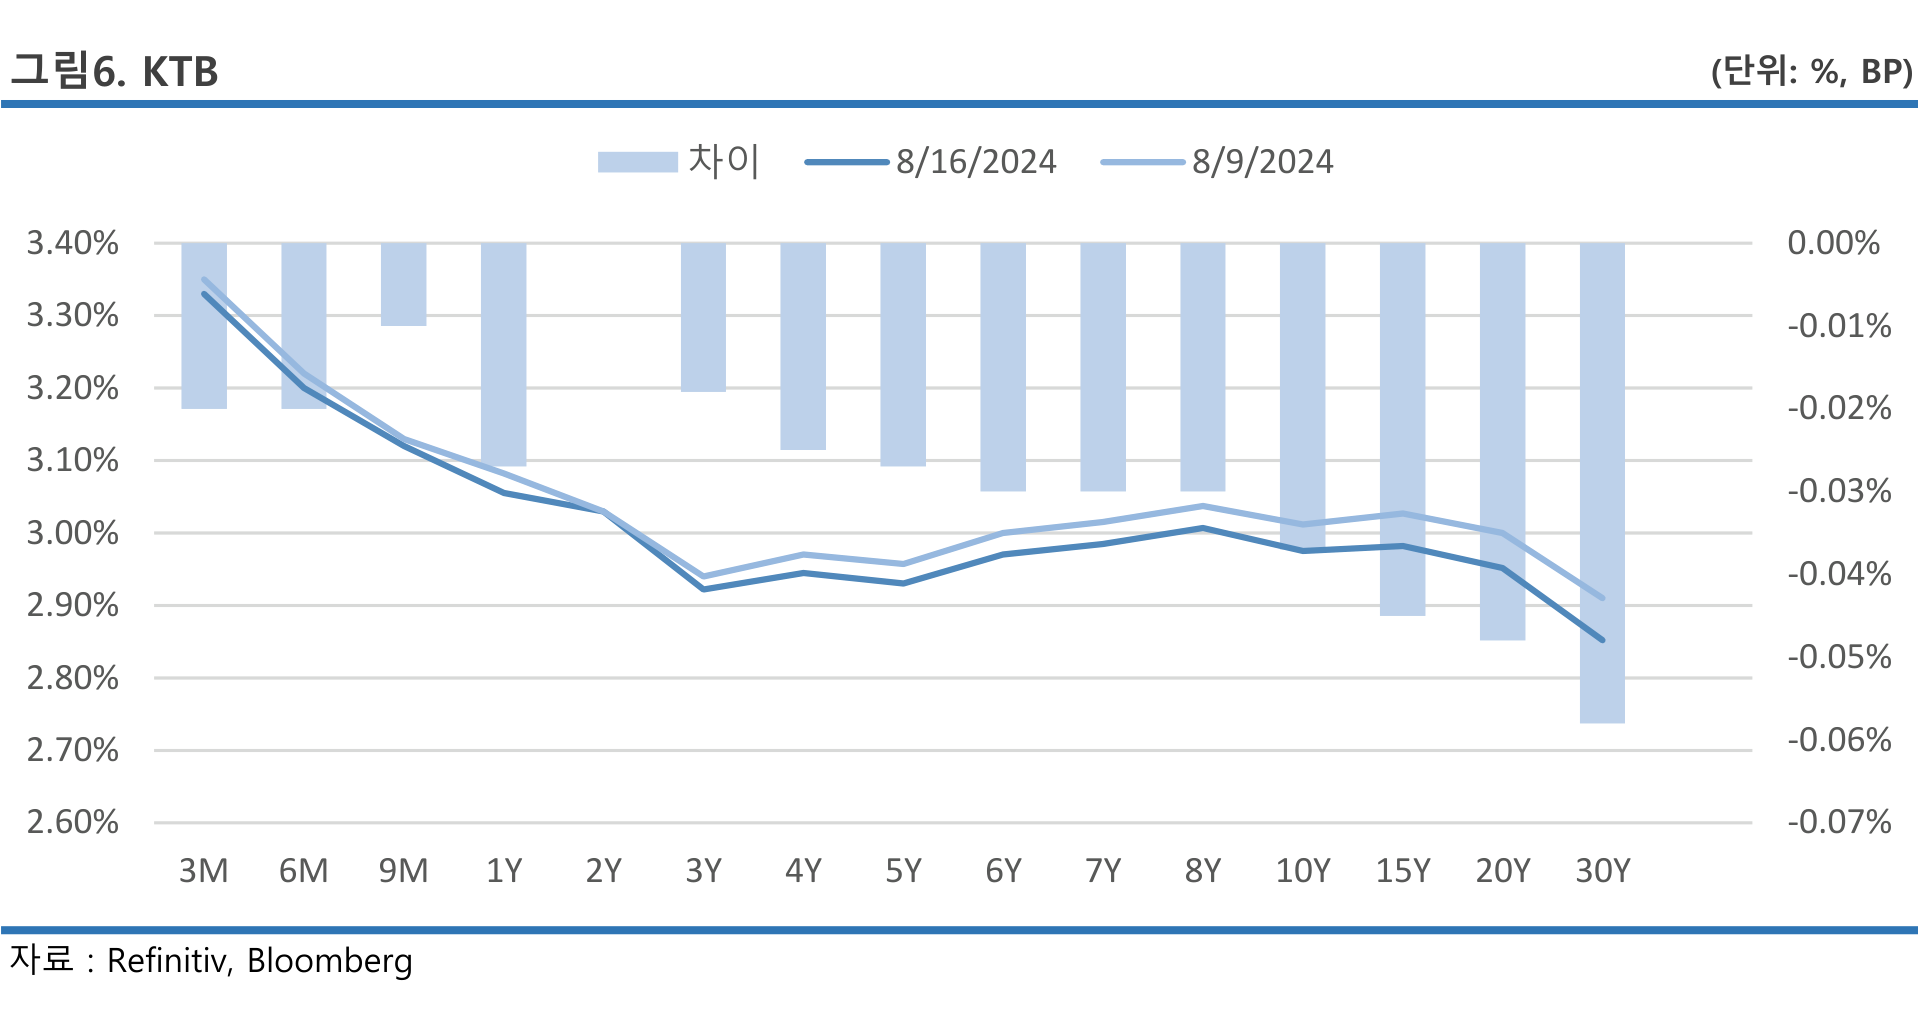 그림6. KTB (단위: %, BP)
차이 8/16/2024 8/9/2024
3.40% 0.00%
3.30% -0.01%
3.20% -0.02%
3.10% -0.03%
3.00% -0.04%
2.90% -0.05%
2.80% -0.06%
2.70% -0.07%
2.60%
3M 6M 9M 1Y 2Y 3Y 4Y 5Y 6Y 7Y 8Y 10Y 15Y 20Y 30Y
자료 : Refinitiv, Bloomberg